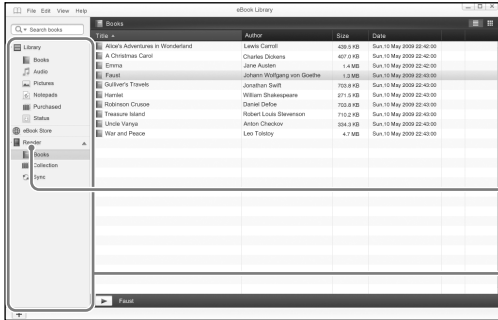 File Edit View Help
eBook Library
Search books
Books
Title Author Size Date
Library
Books
Audio
Pictures
Notepads
Purchased
Status
eBook Store
Reader
Books
Collection
Sync
Alice's Adventures in Wonderland Lewis Carroll 439.5 KB Sun,10 May 2009 22:42:00
A Christmas Carol Charles Dickens 407.0 KB Sun,10 May 2009 22:42:00
Emma Jane Austen 1.4 MB Sun,10 May 2009 22:42:00
Faust Johann Wolfgang von Goethe 1.3 MB Sun,10 May 2009 22:43:00
Gulliver's Travels Jonathan Swift 703.8 KB Sun,10 May 2009 22:43:00
Hamlet William Shakespeare 271.5 KB Sun,10 May 2009 22:43:00
Robinson Crusoe Daniel Defoe 703.8 KB Sun,10 May 2009 22:43:00
Treasure Island Robert Louis Stevenson 710.2 KB Sun,10 May 2009 22:43:00
Uncle Vanya Anton Checkov 334.3 KB Sun,10 May 2009 22:43:00
War and Peace Leo Tolstoy 4.7 MB Sun,10 May 2009 22:43:00
Faust